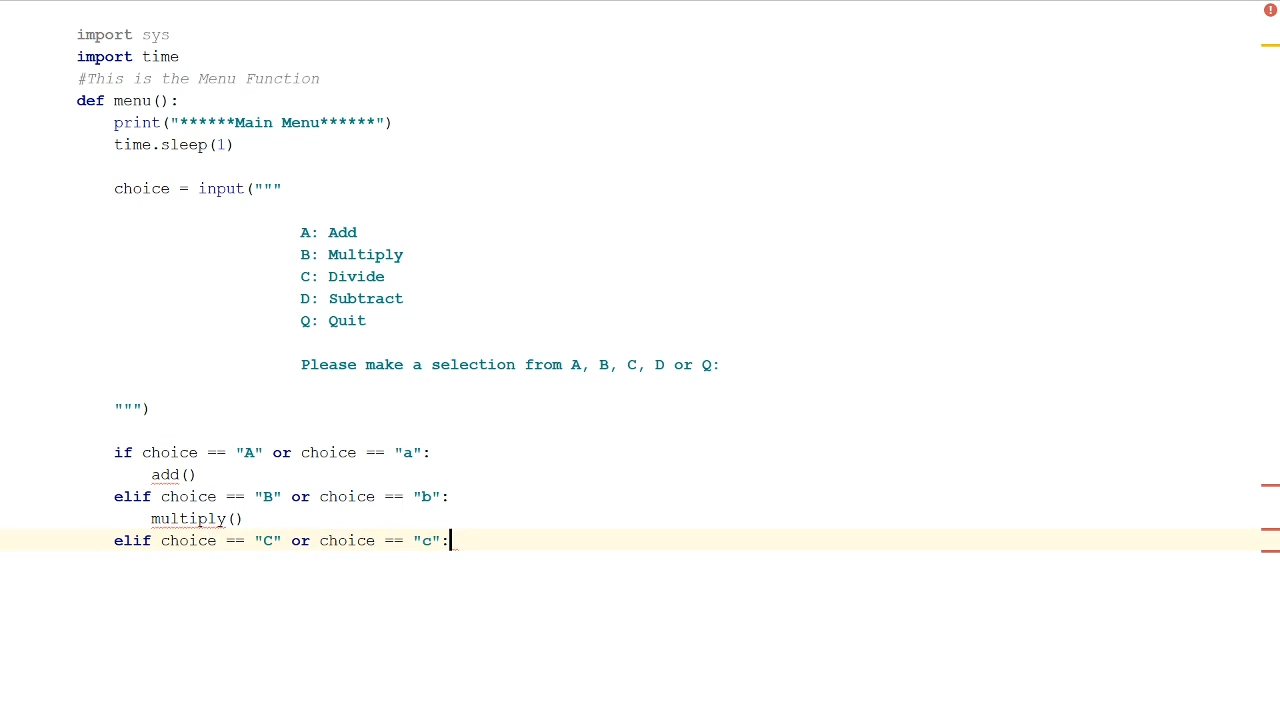 import sys
import time
#This is the Menu Function
def menu():
    print("******Main Menu******")
    time.sleep(1)

    choice = input("""

                        A: Add
                        B: Multiply
                        C: Divide
                        D: Subtract
                        Q: Quit

                        Please make a selection from A, B, C, D or Q:

    """)

    if choice == "A" or choice == "a":
        add()
    elif choice == "B" or choice == "b":
        multiply()
    elif choice == "C" or choice == "c":